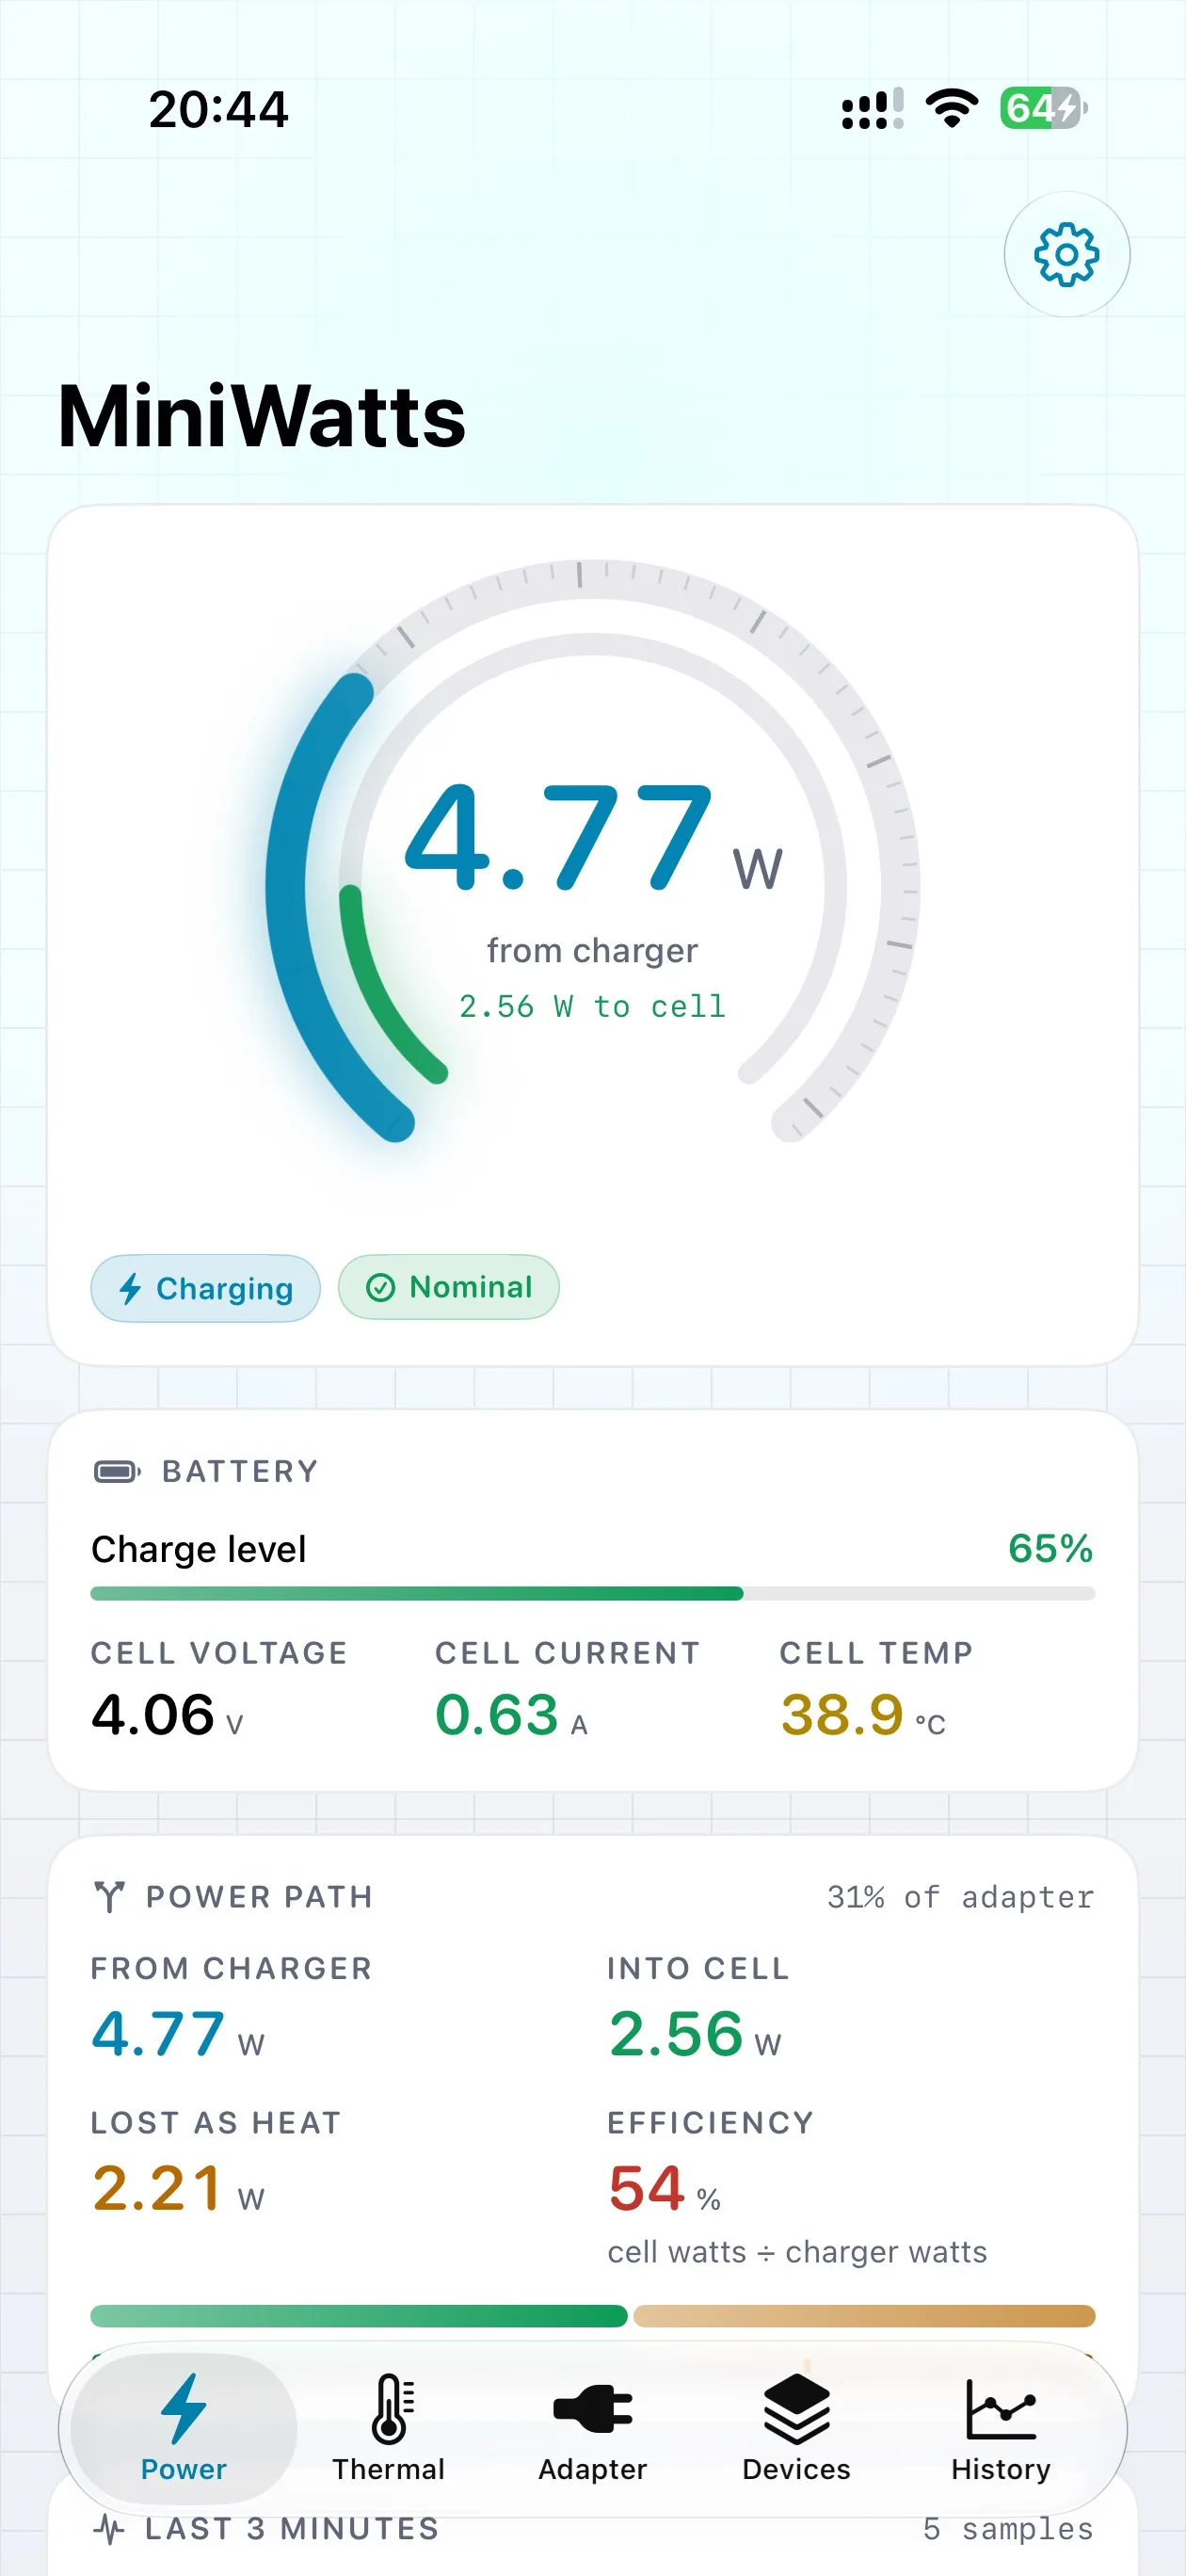 20:44
64
MiniWatts
4.77 W
from charger
2.56 W to cell
Charging
Nominal
BATTERY
Charge level
65%
CELL VOLTAGE
CELL CURRENT
CELL TEMP
4.06 V
0.63 A
38.9 °C
POWER PATH
31% of adapter
FROM CHARGER
INTO CELL
4.77 W
2.56 W
LOST AS HEAT
EFFICIENCY
2.21 W
54 %
cell watts ÷ charger watts
Power
Thermal
Adapter
Devices
History
LAST 3 MINUTES
5 samples